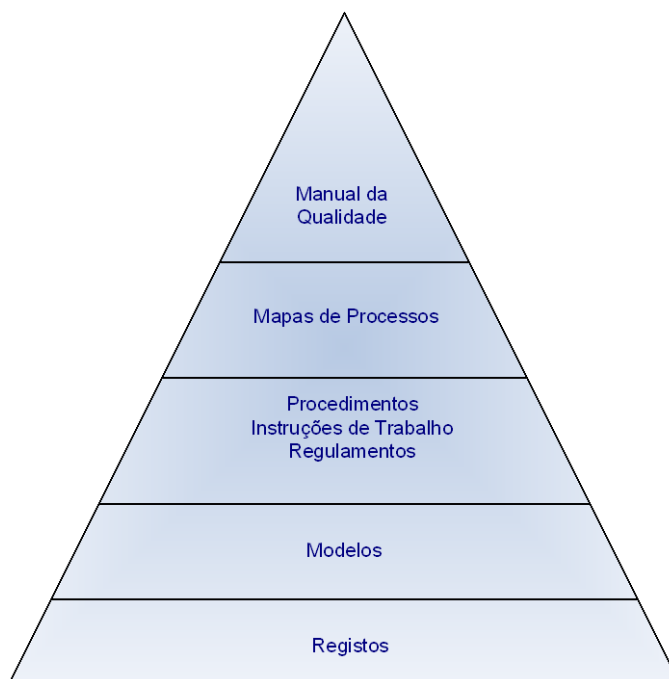 Manual da
Qualidade
Mapas de Processos
Procedimentos
Instruções de Trabalho
Regulamentos
Modelos
Registos